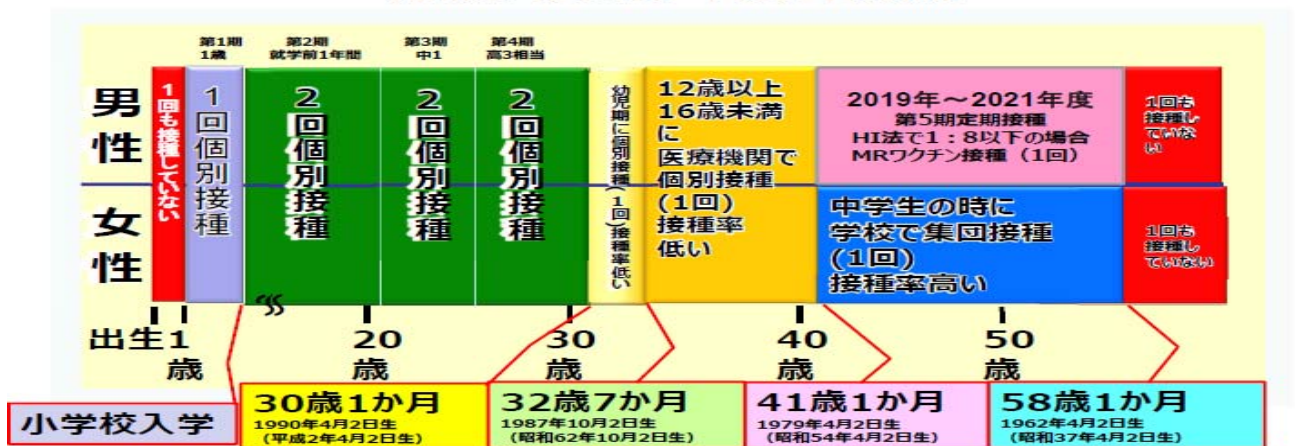 第1期
1歳
第2期
就学前1年間
第3期
中1
第4期
高3相当
男性
女性
1回も接種していない
1回個別接種
2回個別接種
2回個別接種
2回個別接種
幼児期に個別接種(1回)接種率低い
12歳以上
16歳未満
に
医療機関で
個別接種
(1回)
接種率
低い
2019年～2021年度
第5期定期接種
HI法で1：8以下の場合
MRワクチン接種（1回）
中学生の時に
学校で集団接種
(1回)
接種率高い
1回も
接種し
ていな
い
1回も
接種し
ていない
出生1歳
20歳
30歳
40歳
50歳
小学校入学
30歳1か月
1990年4月2日生
（平成2年4月2日生）
32歳7か月
1987年10月2日生
（昭和62年10月2日生）
41歳1か月
1979年4月2日生
（昭和54年4月2日生）
58歳1か月
1962年4月2日生
（昭和37年4月2日生）